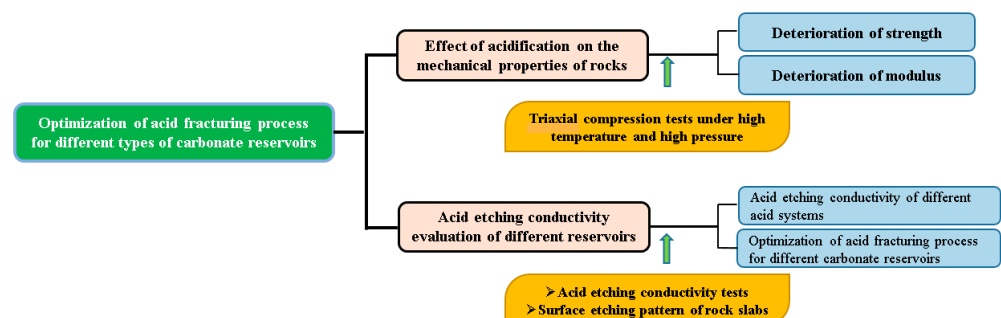 Optimization of acid fracturing process
for different types of carbonate reservoirs
Effect of acidification on the
mechanical properties of rocks
Deterioration of strength
Deterioration of modulus
Triaxial compression tests under high
temperature and high pressure
Acid etching conductivity
evaluation of different reservoirs
Acid etching conductivity of different
acid systems
Optimization of acid fracturing process
for different carbonate reservoirs
➢ Acid etching conductivity tests
➢ Surface etching pattern of rock slabs